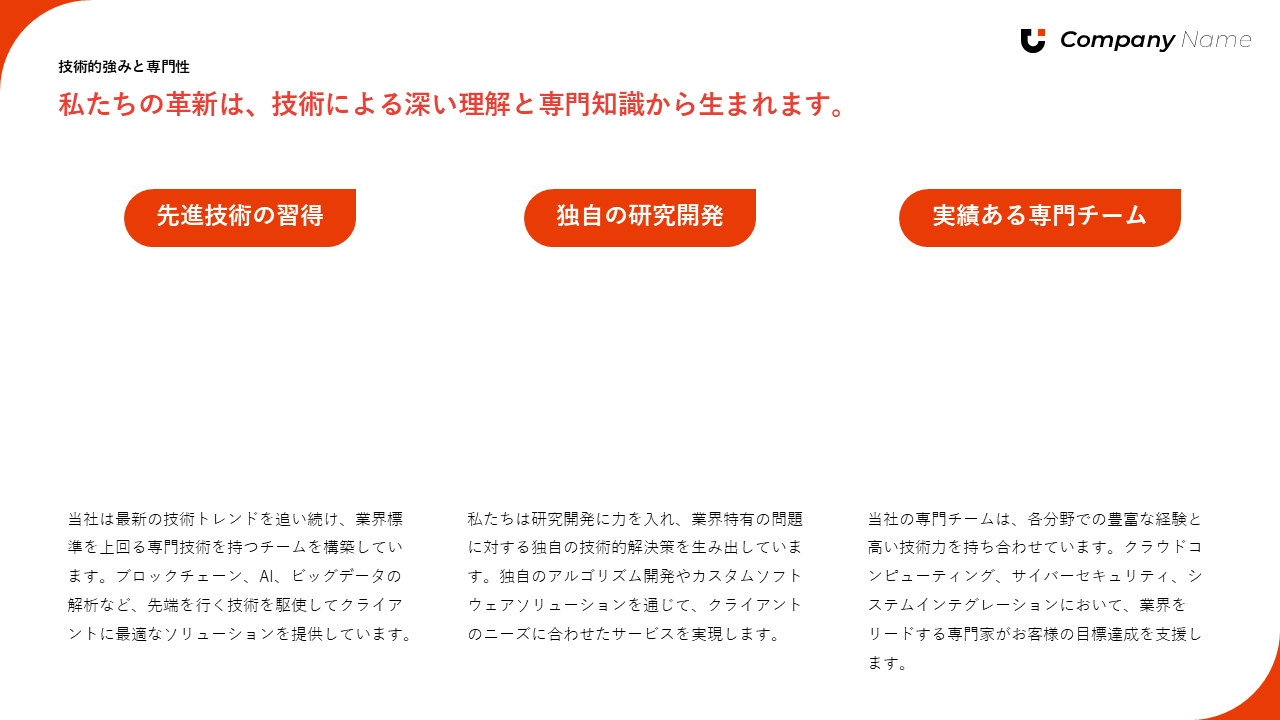 Company Name
技術的強みと専門性
私たちの革新は、技術による深い理解と専門知識から生まれます。
先進技術の習得
独自の研究開発
実績ある専門チーム
当社は最新の技術トレンドを追い続け、業界標
準を上回る専門技術を持つチームを構築してい
ます。ブロックチェーン、AI、ビッグデータの
解析など、先端を行く技術を駆使してクライア
ントに最適なソリューションを提供しています。
私たちは研究開発に力を入れ、業界特有の問題
に対する独自の技術的解決策を生み出していま
す。独自のアルゴリズム開発やカスタムソフト
ウェアソリューションを通じて、クライアント
のニーズに合わせたサービスを実現します。
当社の専門チームは、各分野での豊富な経験と
高い技術力を持ち合わせています。クラウドコ
ンピューティング、サイバーセキュリティ、シ
ステムインテグレーションにおいて、業界を
リードする専門家がお客様の目標達成を支援し
ます。